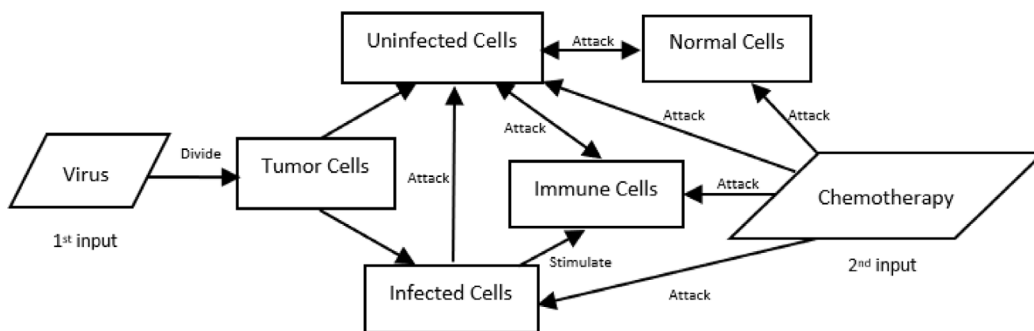 Uninfected Cells
Attack
Normal Cells
Attack
Attack
Attack
Divide
Virus
Tumor Cells
Attack
Immune Cells
Attack
Chemotherapy
1st input
Stimulate
2nd input
Infected Cells
Attack